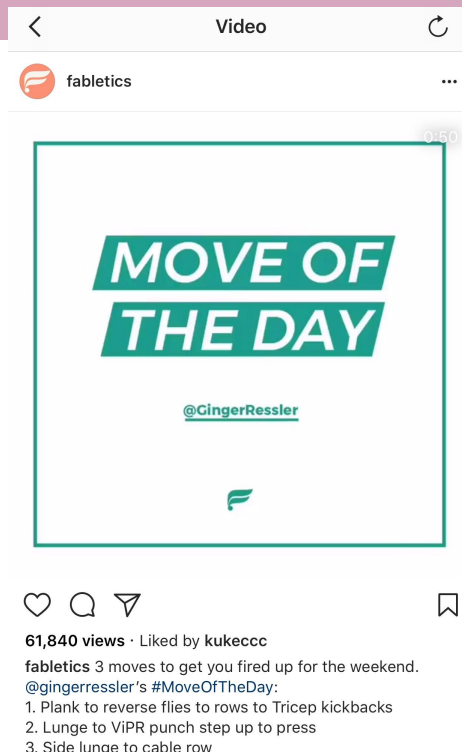 Video
fabletics
0:50
MOVE OF
THE DAY
@GingerRessler
61,840 views · Liked by kukeccc
fabletics 3 moves to get you fired up for the weekend.
@gingerressler's #MoveOfTheDay:
1. Plank to reverse flies to rows to Tricep kickbacks
2. Lunge to ViPR punch step up to press
3. Side lunge to cable row